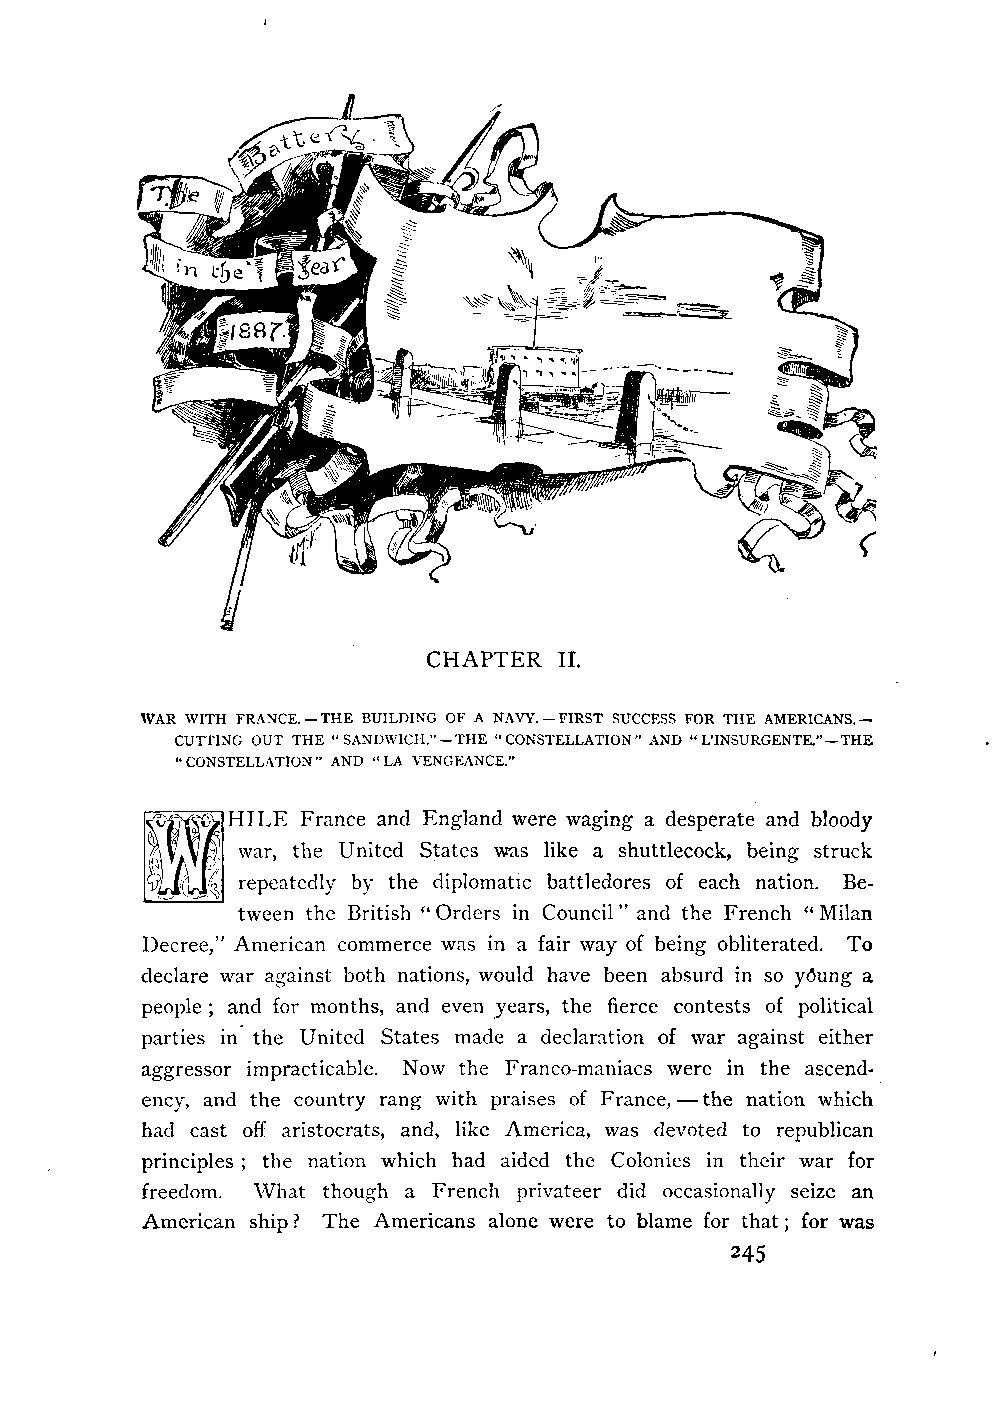 The
Battery
in the Year
1887.
CHAPTER II.
WAR WITH FRANCE.—THE BUILDING OF A NAVY.—FIRST SUCCESS FOR THE AMERICANS.—
CUTTING OUT THE "SANDWICH."—THE "CONSTELLATION" AND "L'INSURGENTE."—THE
"CONSTELLATION" AND "LA VENGEANCE."
WHILE France and England were waging a desperate and bloody
war, the United States was like a shuttlecock, being struck
repeatedly by the diplomatic battledores of each nation. Be-
tween the British "Orders in Council" and the French "Milan
Decree," American commerce was in a fair way of being obliterated. To
declare war against both nations, would have been absurd in so young a
people; and for months, and even years, the fierce contests of political
parties in the United States made a declaration of war against either
aggressor impracticable. Now the Franco-maniacs were in the ascend-
ency, and the country rang with praises of France,—the nation which
had cast off aristocrats, and, like America, was devoted to republican
principles; the nation which had aided the Colonies in their war for
freedom. What though a French privateer did occasionally seize an
American ship? The Americans alone were to blame for that; for was
245